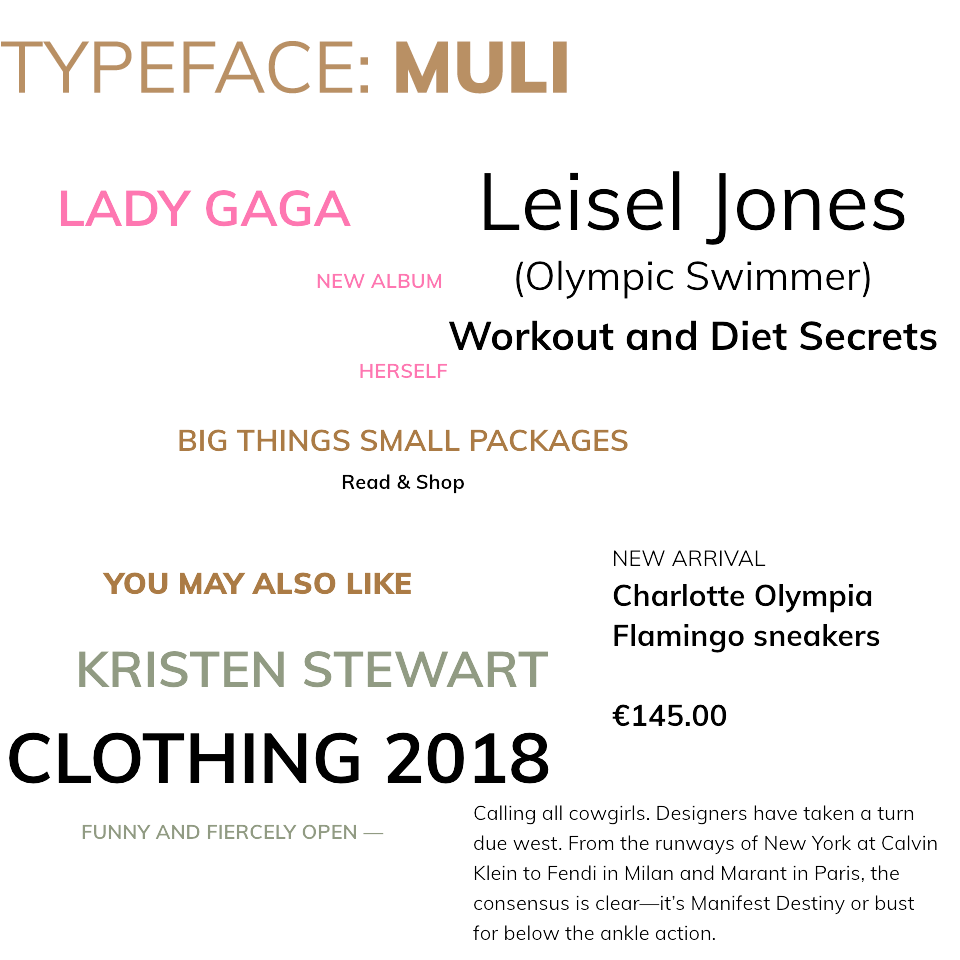 TYPEFACE: MULI
LADY GAGA
NEW ALBUM
HERSELF
Leisel Jones
(Olympic Swimmer)
Workout and Diet Secrets
BIG THINGS SMALL PACKAGES
Read & Shop
YOU MAY ALSO LIKE
KRISTEN STEWART
CLOTHING 2018
FUNNY AND FIERCELY OPEN —
NEW ARRIVAL
Charlotte Olympia
Flamingo sneakers
€145.00
Calling all cowgirls. Designers have taken a turn
due west. From the runways of New York at Calvin
Klein to Fendi in Milan and Marant in Paris, the
consensus is clear—it’s Manifest Destiny or bust
for below the ankle action.